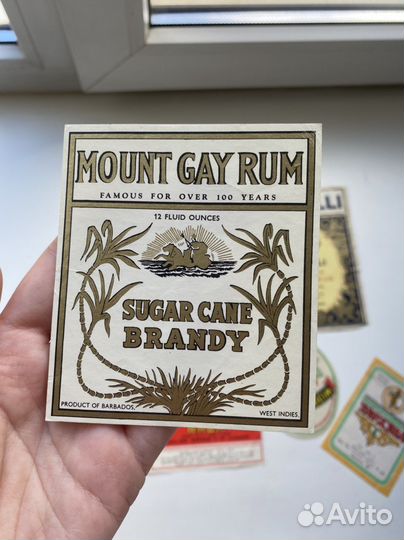 MOUNT GAY RUM
FAMOUS FOR OVER 100 YEARS
12 FLUID OUNCES
SUGAR CANE
BRANDY
PRODUCT OF BARBADOS,
WEST INDIES.
Avito